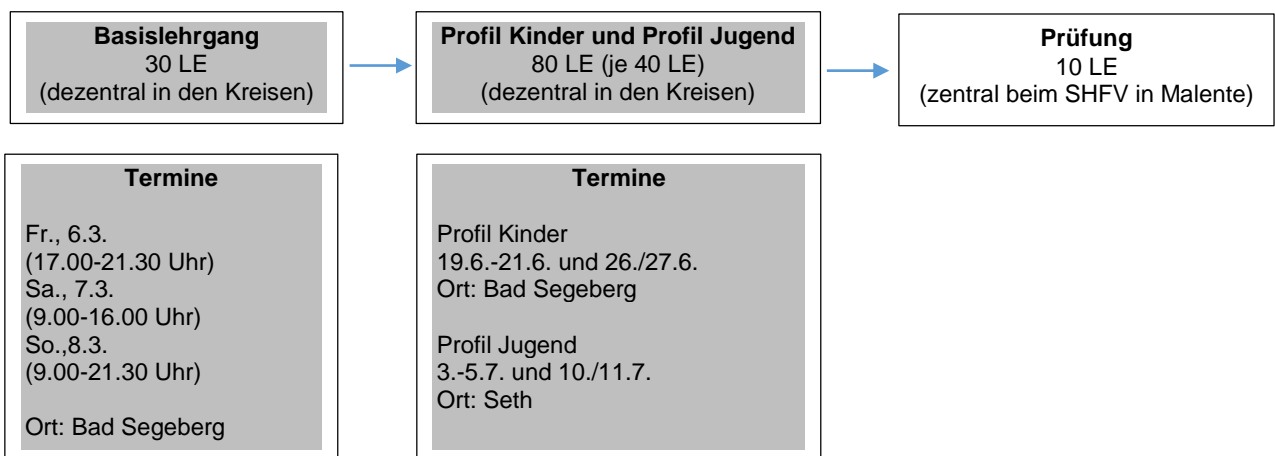 Basislehrgang
30 LE
(dezentral in den Kreisen)
Profil Kinder und Profil Jugend
80 LE (je 40 LE)
(dezentral in den Kreisen)
Prüfung
10 LE
(zentral beim SHFV in Malente)
Termine
Fr., 6.3.
(17.00-21.30 Uhr)
Sa., 7.3.
(9.00-16.00 Uhr)
So.,8.3.
(9.00-21.30 Uhr)
Ort: Bad Segeberg
Termine
Profil Kinder
19.6.-21.6. und 26./27.6.
Ort: Bad Segeberg
Profil Jugend
3.-5.7. und 10./11.7.
Ort: Seth